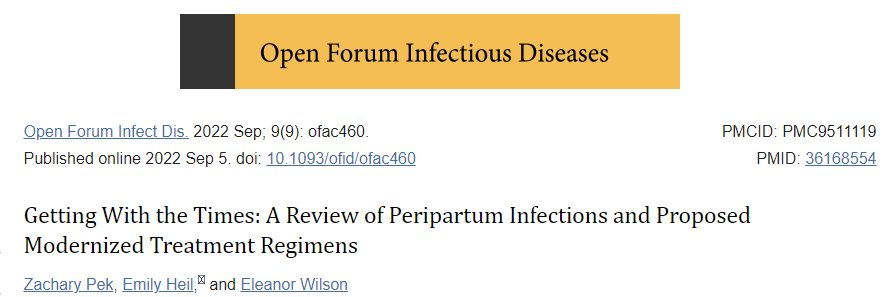 Open Forum Infectious Diseases
Open Forum Infect Dis. 2022 Sep; 9(9): ofac460.
PMCID: PMC9511119
Published online 2022 Sep 5. doi: 10.1093/ofid/ofac460
PMID: 36168554
Getting With the Times: A Review of Peripartum Infections and Proposed
Modernized Treatment Regimens
Zachary Pek, Emily Heil, and Eleanor Wilson